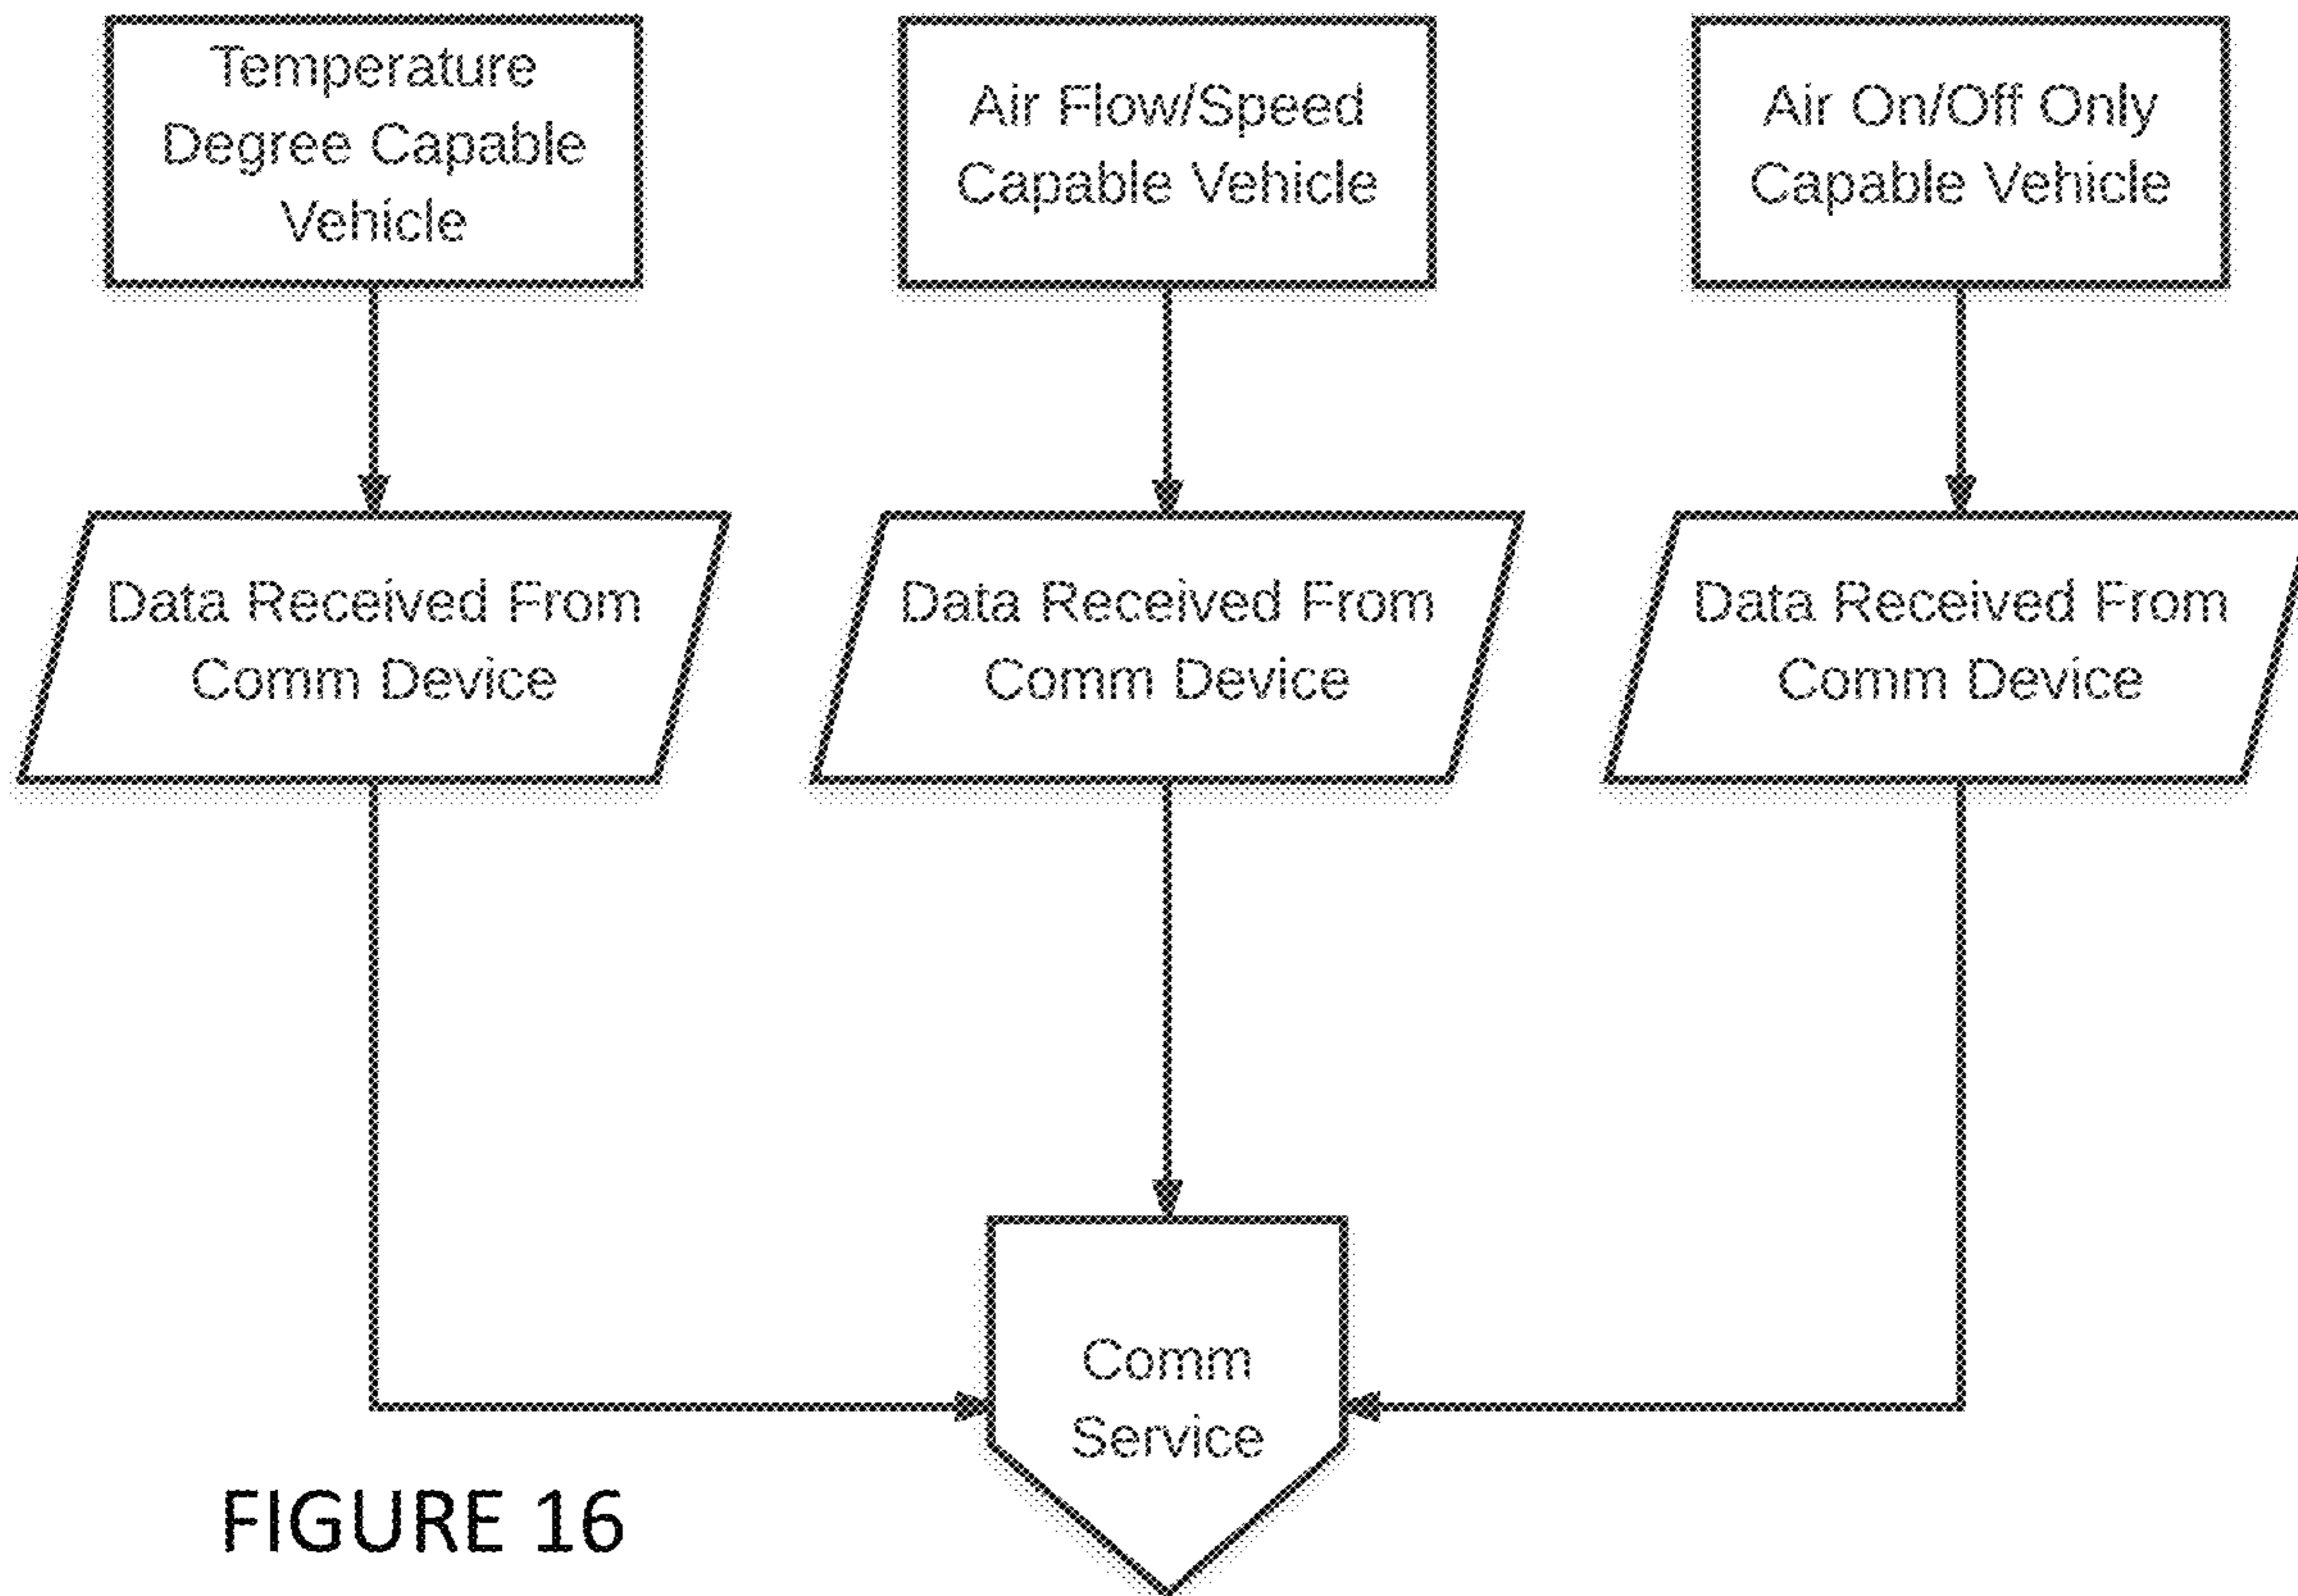 Temperature
Degree Capable
Vehicle
Air Flow/Speed
Capable Vehicle
Air On/Off Only
Capable Vehicle
Data Received From
Comm Device
Data Received From
Comm Device
Data Received From
Comm Device
Comm
Service
FIGURE 16